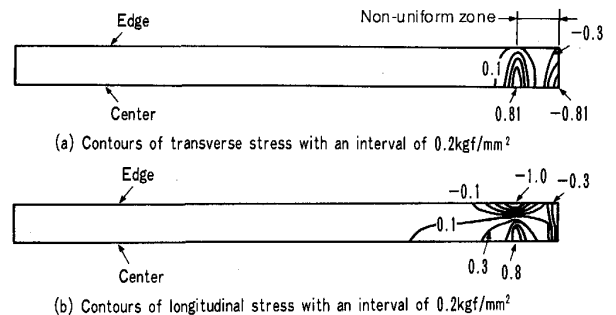 Non-uniform zone
Edge
-0.3
0.1
Center
0.81
-0.81
(a) Contours of transverse stress with an interval of 0.2kgf/mm²
Edge
-0.1
-1.0
-0.3
0.1
Center
0.3
0.8
(b) Contours of longitudinal stress with an interval of 0.2kgf/mm²